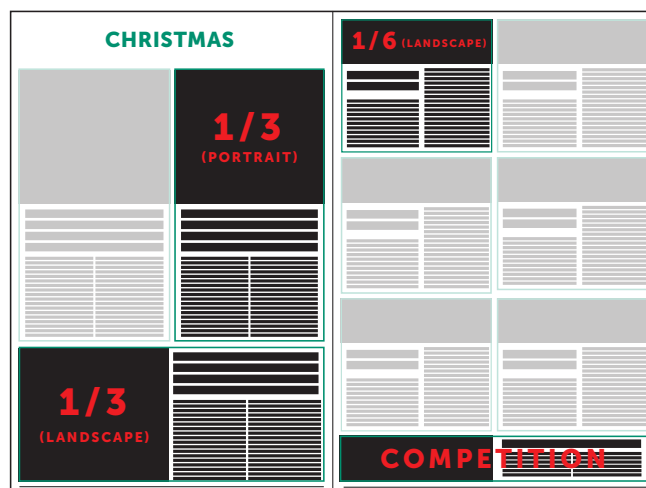 CHRISTMAS
1/3
(PORTRAIT)
1/3
(LANDSCAPE)
1/6 (LANDSCAPE)
COMPETITION